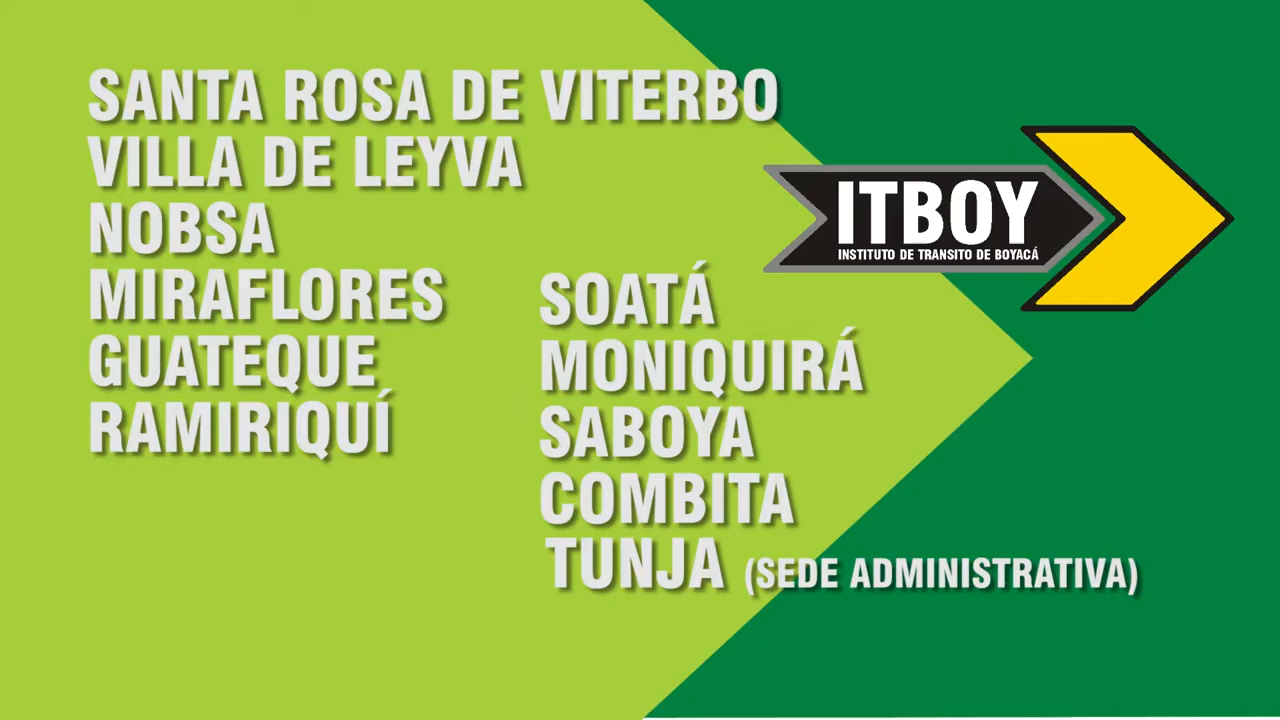 SANTA ROSA DE VITERBO
VILLA DE LEYVA
NOBSA
MIRAFLORES
GUATEQUE
RAMIRIQUÍ
SOATÁ
MONIQUIRÁ
SABOYA
COMBITA
TUNJA (SEDE ADMINISTRATIVA)
ITBOY
INSTITUTO DE TRANSITO DE BOYACÁ